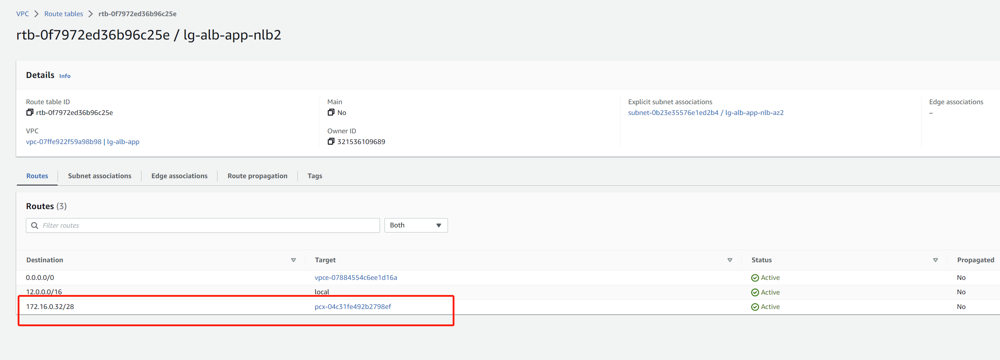 VPC > Route tables > rtb-0f7972ed36b96c25e
rtb-0f7972ed36b96c25e / lg-alb-app-nlb2
Details Info
Route table ID Main Explicit subnet associations Edge associations
rtb-0f7972ed36b96c25e No subnet-0b23e35576e1ed2b4 / lg-alb-app-nlb-az2 –
VPC Owner ID
vpc-07ffe922f59a98b98 | lg-alb-app 321536109689
Routes Subnet associations Edge associations Route propagation Tags
Routes (3)
Filter routes Both
Destination Target Status Propagated
0.0.0.0/0 vpce-07884554c6ee1d16a Active No
12.0.0.0/16 local Active No
172.16.0.32/28 pcx-04c31fe492b2798ef Active No